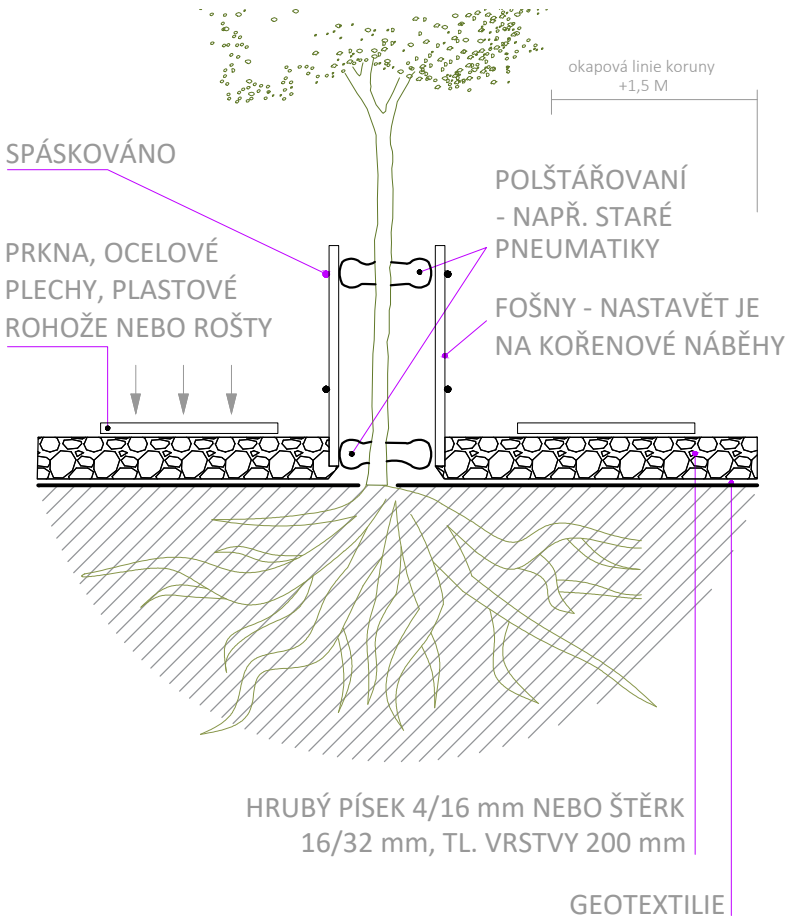 okapová linie koruny
+1,5 M
SPÁSKOVÁNO
POLŠTÁŘOVANÍ
- NAPŘ. STARÉ
PNEUMATIKY
PRKNA, OCELOVÉ
PLECHY, PLASTOVÉ
ROHOŽE NEBO ROŠTY
FOŠNY - NASTAVĚT JE
NA KOŘENOVÉ NÁBĚHY
HRUBÝ PÍSEK 4/16 mm NEBO ŠTĚRK
16/32 mm, TL. VRSTVY 200 mm
GEOTEXTILIE